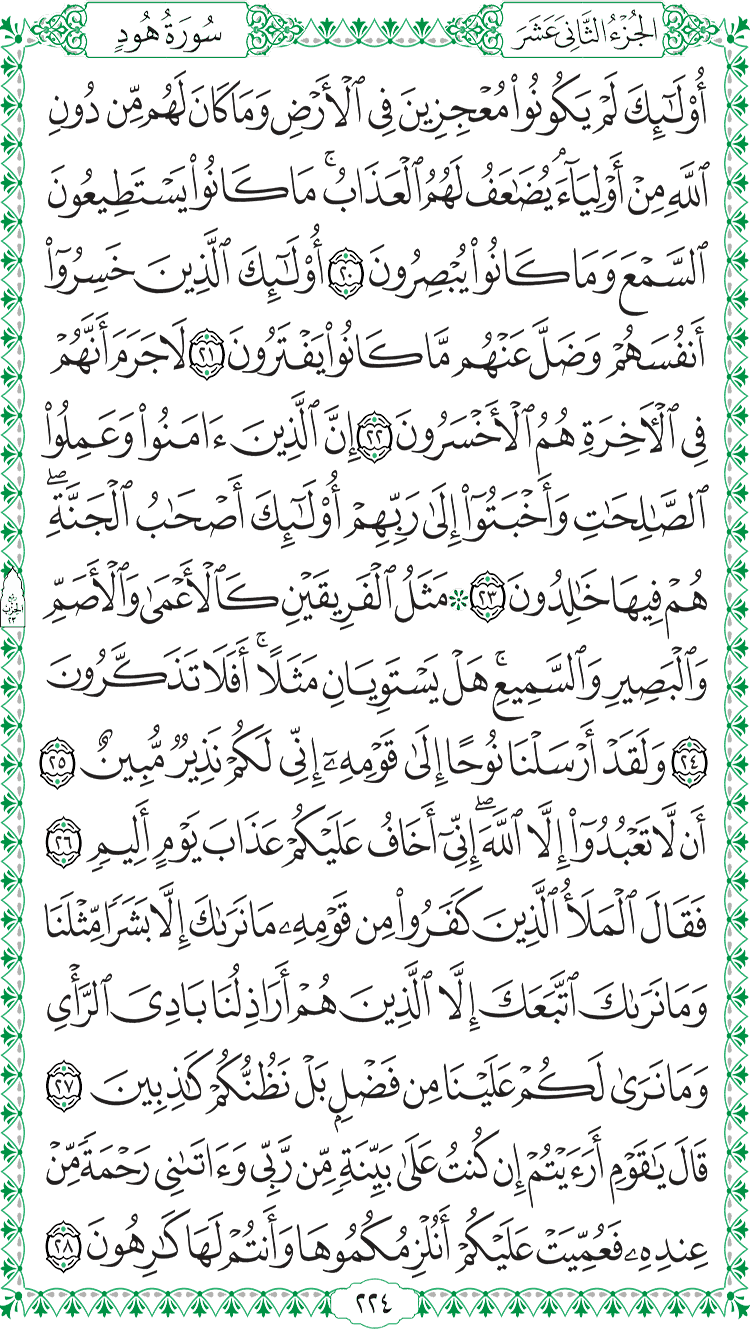 الجُزْءُ الثَّانِي عَشَرَ
سُورَةُ هُودٍ
أُوْلَٰٓئِكَ لَمْ يَكُونُواْ مُعْجِزِينَ فِي ٱلْأَرْضِ وَمَا كَانَ لَهُم مِّن دُونِ
ٱللَّهِ مِنْ أَوْلِيَآءَۘ يُضَٰعَفُ لَهُمُ ٱلْعَذَابُۚ مَا كَانُواْ يَسْتَطِيعُونَ
ٱلسَّمْعَ وَمَا كَانُواْ يُبْصِرُونَ ٢٠ أُوْلَٰٓئِكَ ٱلَّذِينَ خَسِرُوٓاْ
أَنفُسَهُمْ وَضَلَّ عَنْهُم مَّا كَانُواْ يَفْتَرُونَ ٢١ لَا جَرَمَ أَنَّهُمْ
فِي ٱلْأٓخِرَةِ هُمُ ٱلْأَخْسَرُونَ ٢٢ إِنَّ ٱلَّذِينَ ءَامَنُواْ وَعَمِلُواْ
ٱلصَّٰلِحَٰتِ وَأَخْبَتُوٓاْ إِلَىٰ رَبِّهِمْ أُوْلَٰٓئِكَ أَصْحَٰبُ ٱلْجَنَّةِۖ
هُمْ فِيهَا خَٰلِدُونَ ٢٣ ۞ مَثَلُ ٱلْفَرِيقَيْنِ كَٱلْأَعْمَىٰ وَٱلْأَصَمِّ
وَٱلْبَصِيرِ وَٱلسَّمِيعِۚ هَلْ يَسْتَوِيَانِ مَثَلًاۚ أَفَلَا تَذَكَّرُونَ
٢٤ وَلَقَدْ أَرْسَلْنَا نُوحًا إِلَىٰ قَوْمِهِۦٓ إِنِّي لَكُمْ نَذِيرٌ مُّبِينٌ ٢٥
أَن لَّا تَعْبُدُوٓاْ إِلَّا ٱللَّهَۖ إِنِّيٓ أَخَافُ عَلَيْكُمْ عَذَابَ يَوْمٍ أَلِيمٍ ٢٦
فَقَالَ ٱلْمَلَأُ ٱلَّذِينَ كَفَرُواْ مِن قَوْمِهِۦ مَا نَرَىٰكَ إِلَّا بَشَرًا مِّثْلَنَا
وَمَا نَرَىٰكَ ٱتَّبَعَكَ إِلَّا ٱلَّذِينَ هُمْ أَرَاذِلُنَا بَادِيَ ٱلرَّأْيِ
وَمَا نَرَىٰ لَكُمْ عَلَيْنَا مِن فَضْلٍۭ بَلْ نَظُنُّكُمْ كَٰذِبِينَ ٢٧
قَالَ يَٰقَوْمِ أَرَءَيْتُمْ إِن كُنتُ عَلَىٰ بَيِّنَةٍ مِّن رَّبِّي وَءَاتَىٰنِي رَحْمَةً مِّنْ
عِندِهِۦ فَعُمِّيَتْ عَلَيْكُمْ أَنُلْزِمُكُمُوهَا وَأَنتُمْ لَهَا كَٰرِهُونَ ٢٨
٢٢٤